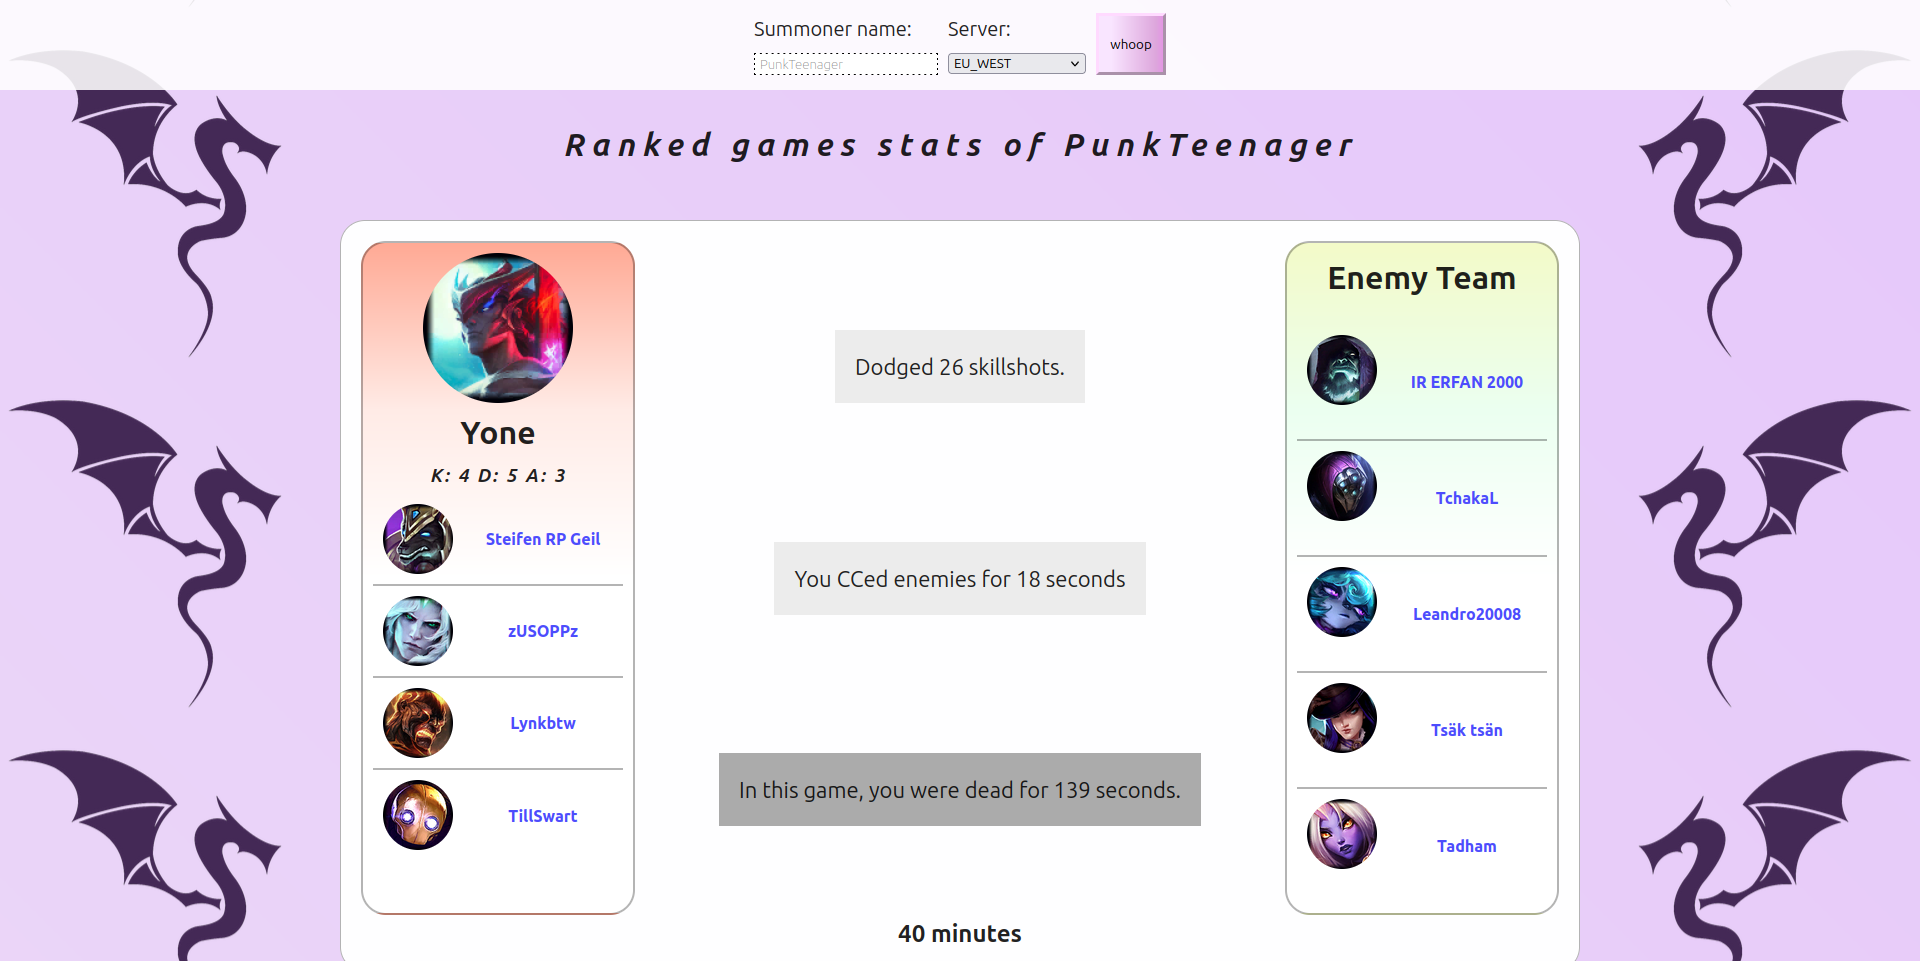 Summoner name:
Server:
PunkTeenager
EU_WEST
whoop
Ranked games stats of PunkTeenager
Yone
K: 4 D: 5 A: 3
Steifen RP Geil
zUSOPPz
Lynkbtw
TillSwart
Dodged 26 skillshots.
You CCed enemies for 18 seconds
In this game, you were dead for 139 seconds.
40 minutes
Enemy Team
IR ERFAN 2000
TchakaL
Leandro20008
Tsäk tsän
Tadham